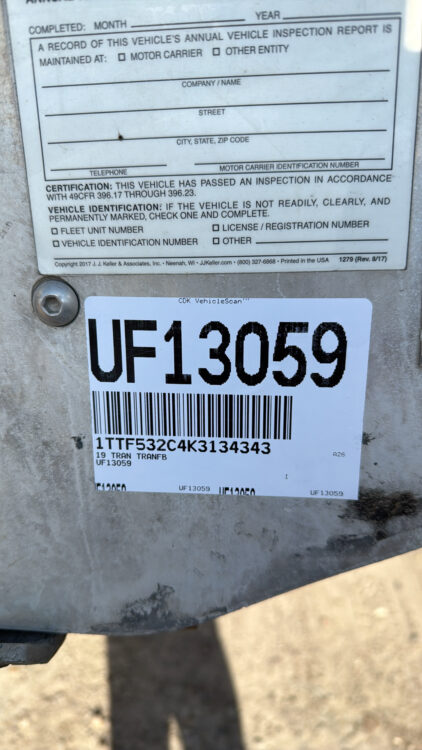 COMPLETED: MONTH YEAR
A RECORD OF THIS VEHICLE'S ANNUAL VEHICLE INSPECTION REPORT IS
MAINTAINED AT: ☐ MOTOR CARRIER ☐ OTHER ENTITY
COMPANY / NAME
STREET
CITY, STATE, ZIP CODE
TELEPHONE MOTOR CARRIER IDENTIFICATION NUMBER
CERTIFICATION: THIS VEHICLE HAS PASSED AN INSPECTION IN ACCORDANCE
WITH 49CFR 396.17 THROUGH 396.23.
VEHICLE IDENTIFICATION: IF THE VEHICLE IS NOT READILY, CLEARLY, AND
PERMANENTLY MARKED, CHECK ONE AND COMPLETE.
☐ FLEET UNIT NUMBER ☐ LICENSE / REGISTRATION NUMBER
☐ VEHICLE IDENTIFICATION NUMBER ☐ OTHER
Copyright 2017 J. J. Keller & Associates, Inc. • Neenah, WI • JJKeller.com • (800) 327-6868 • Printed in the USA 1279 (Rev. 8/17)
CDK VehicleScan™
UF13059
1TTF532C4K3134343
19 TRAN TRANFB A26
UF13059
UF13059 UF13059 UF13059 UF13059